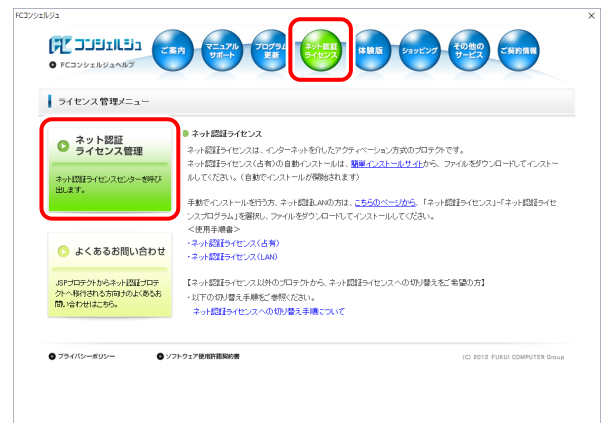 FCコンシェルジュ
×
FC コンシェルジュ
FCコンシェルジュヘルプ
ご案内
マニュアル
サポート
プログラム
更新
ネット認証
ライセンス
体験版
ショッピング
その他の
サービス
ご契約情報
ライセンス管理メニュー
ネット認証
ライセンス管理
ネット認証ライセンスセンターを呼び
出します。
よくあるお問い合わせ
JSPプロテクトからネット認証プロテ
クトへ移行される方向けのよくあるお
問い合わせはこちら。
ネット認証ライセンス
ネット認証ライセンスは、インターネットを介したアクティベーション方式のプロテクトです。
ネット認証ライセンス(占有)の自動インストールは、簡単インストールサイトから、ファイルをダウンロードしてインストー
ルしてください。(自動でインストールが開始されます)
手動でインストールを行う方、ネット認証LANの方は、こちらのページから、「ネット認証ライセンス」-「ネット認証ライセ
ンスプログラム」を選択し、ファイルをダウンロードしてインストールしてください。
<使用手順書>
・ネット認証ライセンス(占有)
・ネット認証ライセンス(LAN)
【ネット認証ライセンス以外のプロテクトから、ネット認証ライセンスへの切り替えをご希望の方】
・以下の切り替え手順をご参照ください。
ネット認証ライセンスへの切り替え手順について
プライバシーポリシー
ソフトウェア使用許諾契約書
(C) 2012 FUKUI COMPUTER Group